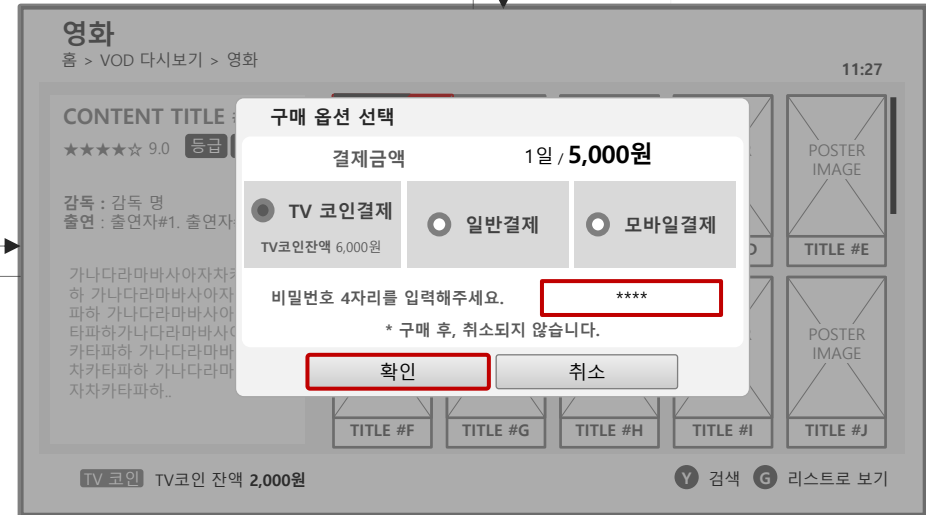 영화
홈 > VOD 다시보기 > 영화
11:27
CONTENT TITLE
★★★★☆ 9.0 등급
감독 : 감독 명
출연 : 출연자#1. 출연자
가나다라마바사아자차
하 가나다라마바사아자
파하 가나다라마바사아
타파하가나다라마바사
카타파하 가나다라마바
차카타파하 가나다라마
자차카타파하..
구매 옵션 선택
결제금액 1일 / 5,000원
TV 코인결제 일반결제 모바일결제
TV코인잔액 6,000원
비밀번호 4자리를 입력해주세요. ****
* 구매 후, 취소되지 않습니다.
확인 취소
POSTER
IMAGE
TITLE #E
POSTER
IMAGE
TITLE #F TITLE #G TITLE #H TITLE #I TITLE #J
TV 코인 TV코인 잔액 2,000원
Y 검색 G 리스트로 보기